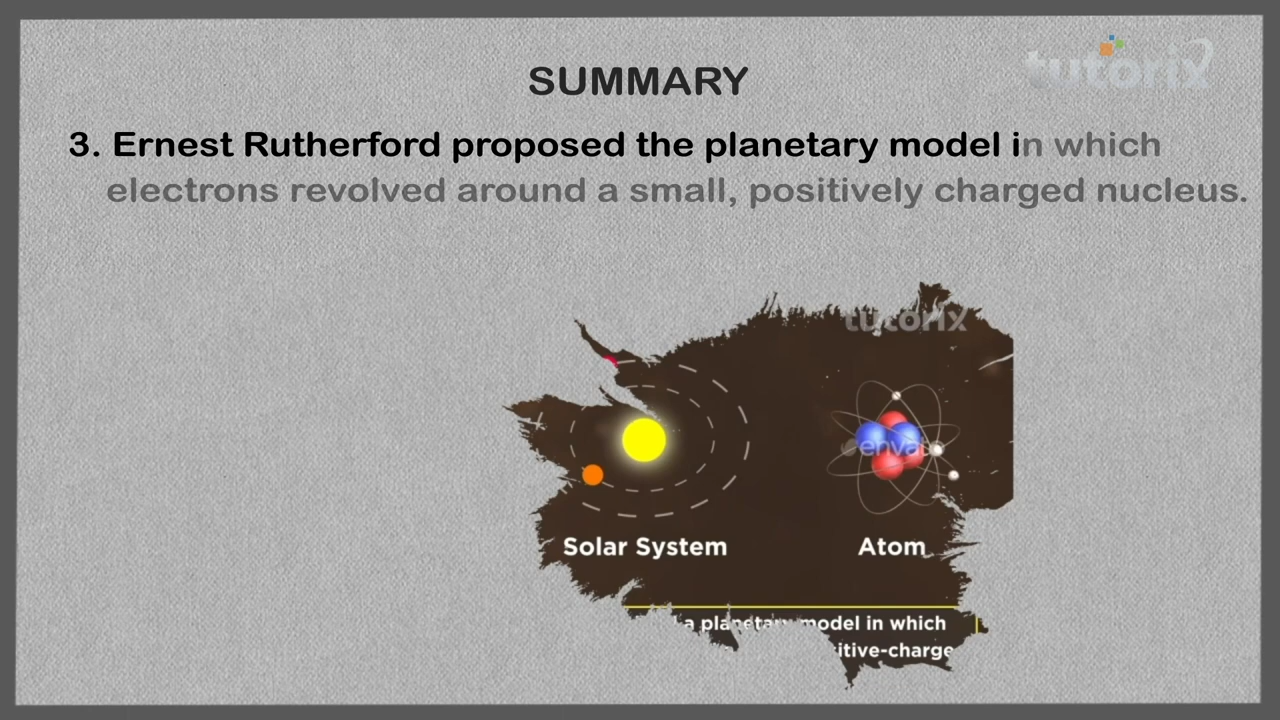 tutorix
SUMMARY
3. Ernest Rutherford proposed the planetary model in which
electrons revolved around a small, positively charged nucleus.
tutorix
enva
Solar System
Atom
a planetary model in which
itive-charge